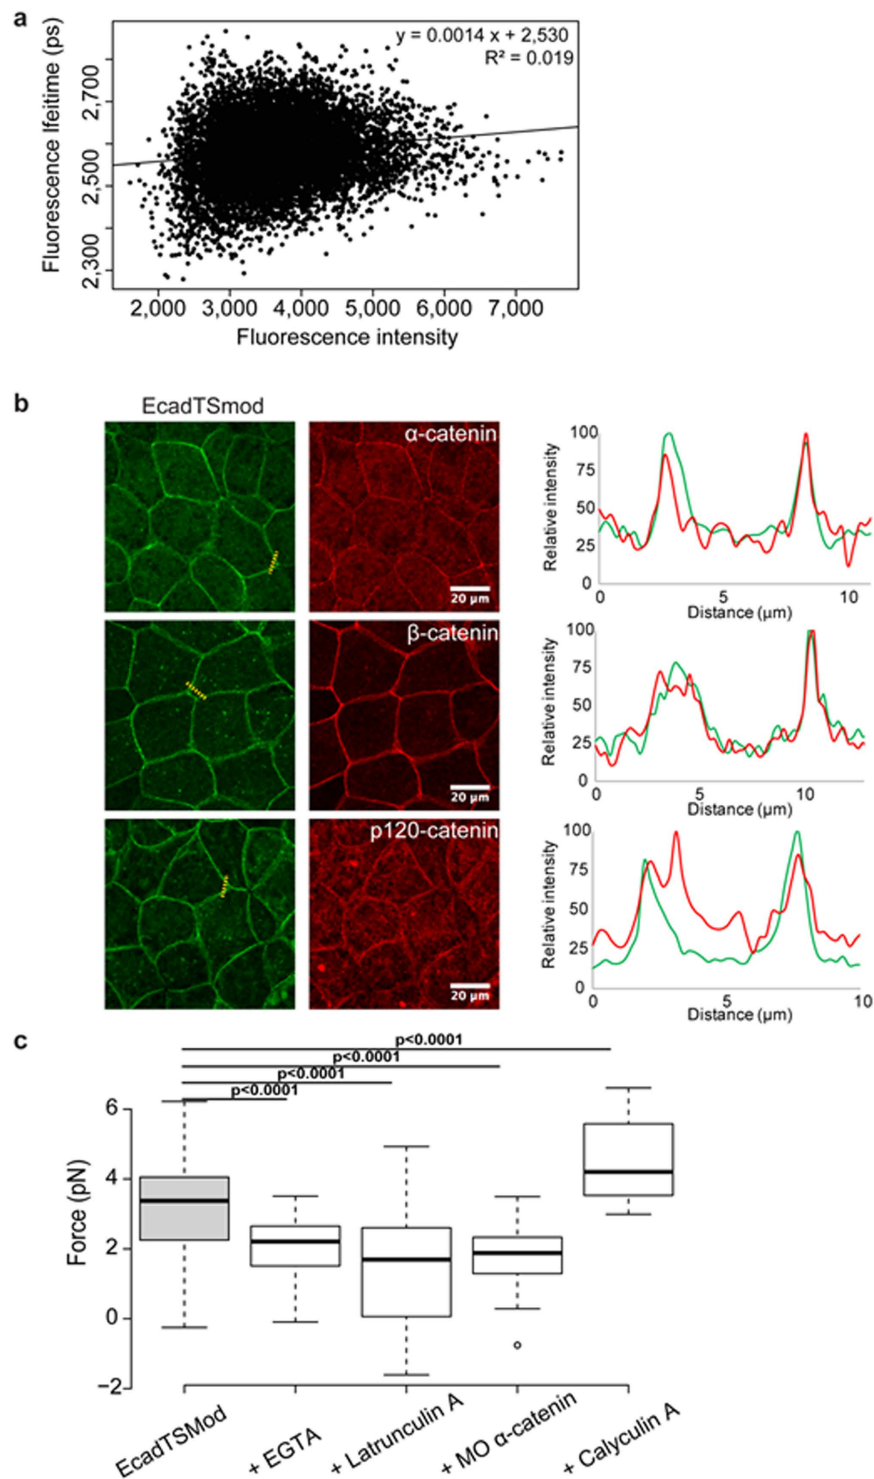 a
y = 0.0014 x + 2,530
R² = 0.019
Fluorescence lfeitime (ps)
2,700
2,500
2,300
2,000 3,000 4,000 5,000 6,000 7,000
Fluorescence intensity
b
EcadTSmod
α-catenin
20 µm
Relative intensity
100
75
50
25
0
0 5 10
Distance (µm)
β-catenin
20 µm
Relative intensity
100
75
50
25
0
0 5 10
Distance (µm)
p120-catenin
20 µm
Relative intensity
100
75
50
25
0
0 5 10
Distance (µm)
c
p<0.0001
p<0.0001
p<0.0001
p<0.0001
Force (pN)
6
4
2
0
−2
EcadTSMod
+ EGTA
+ Latrunculin A
+ MO α-catenin
+ Calyculin A